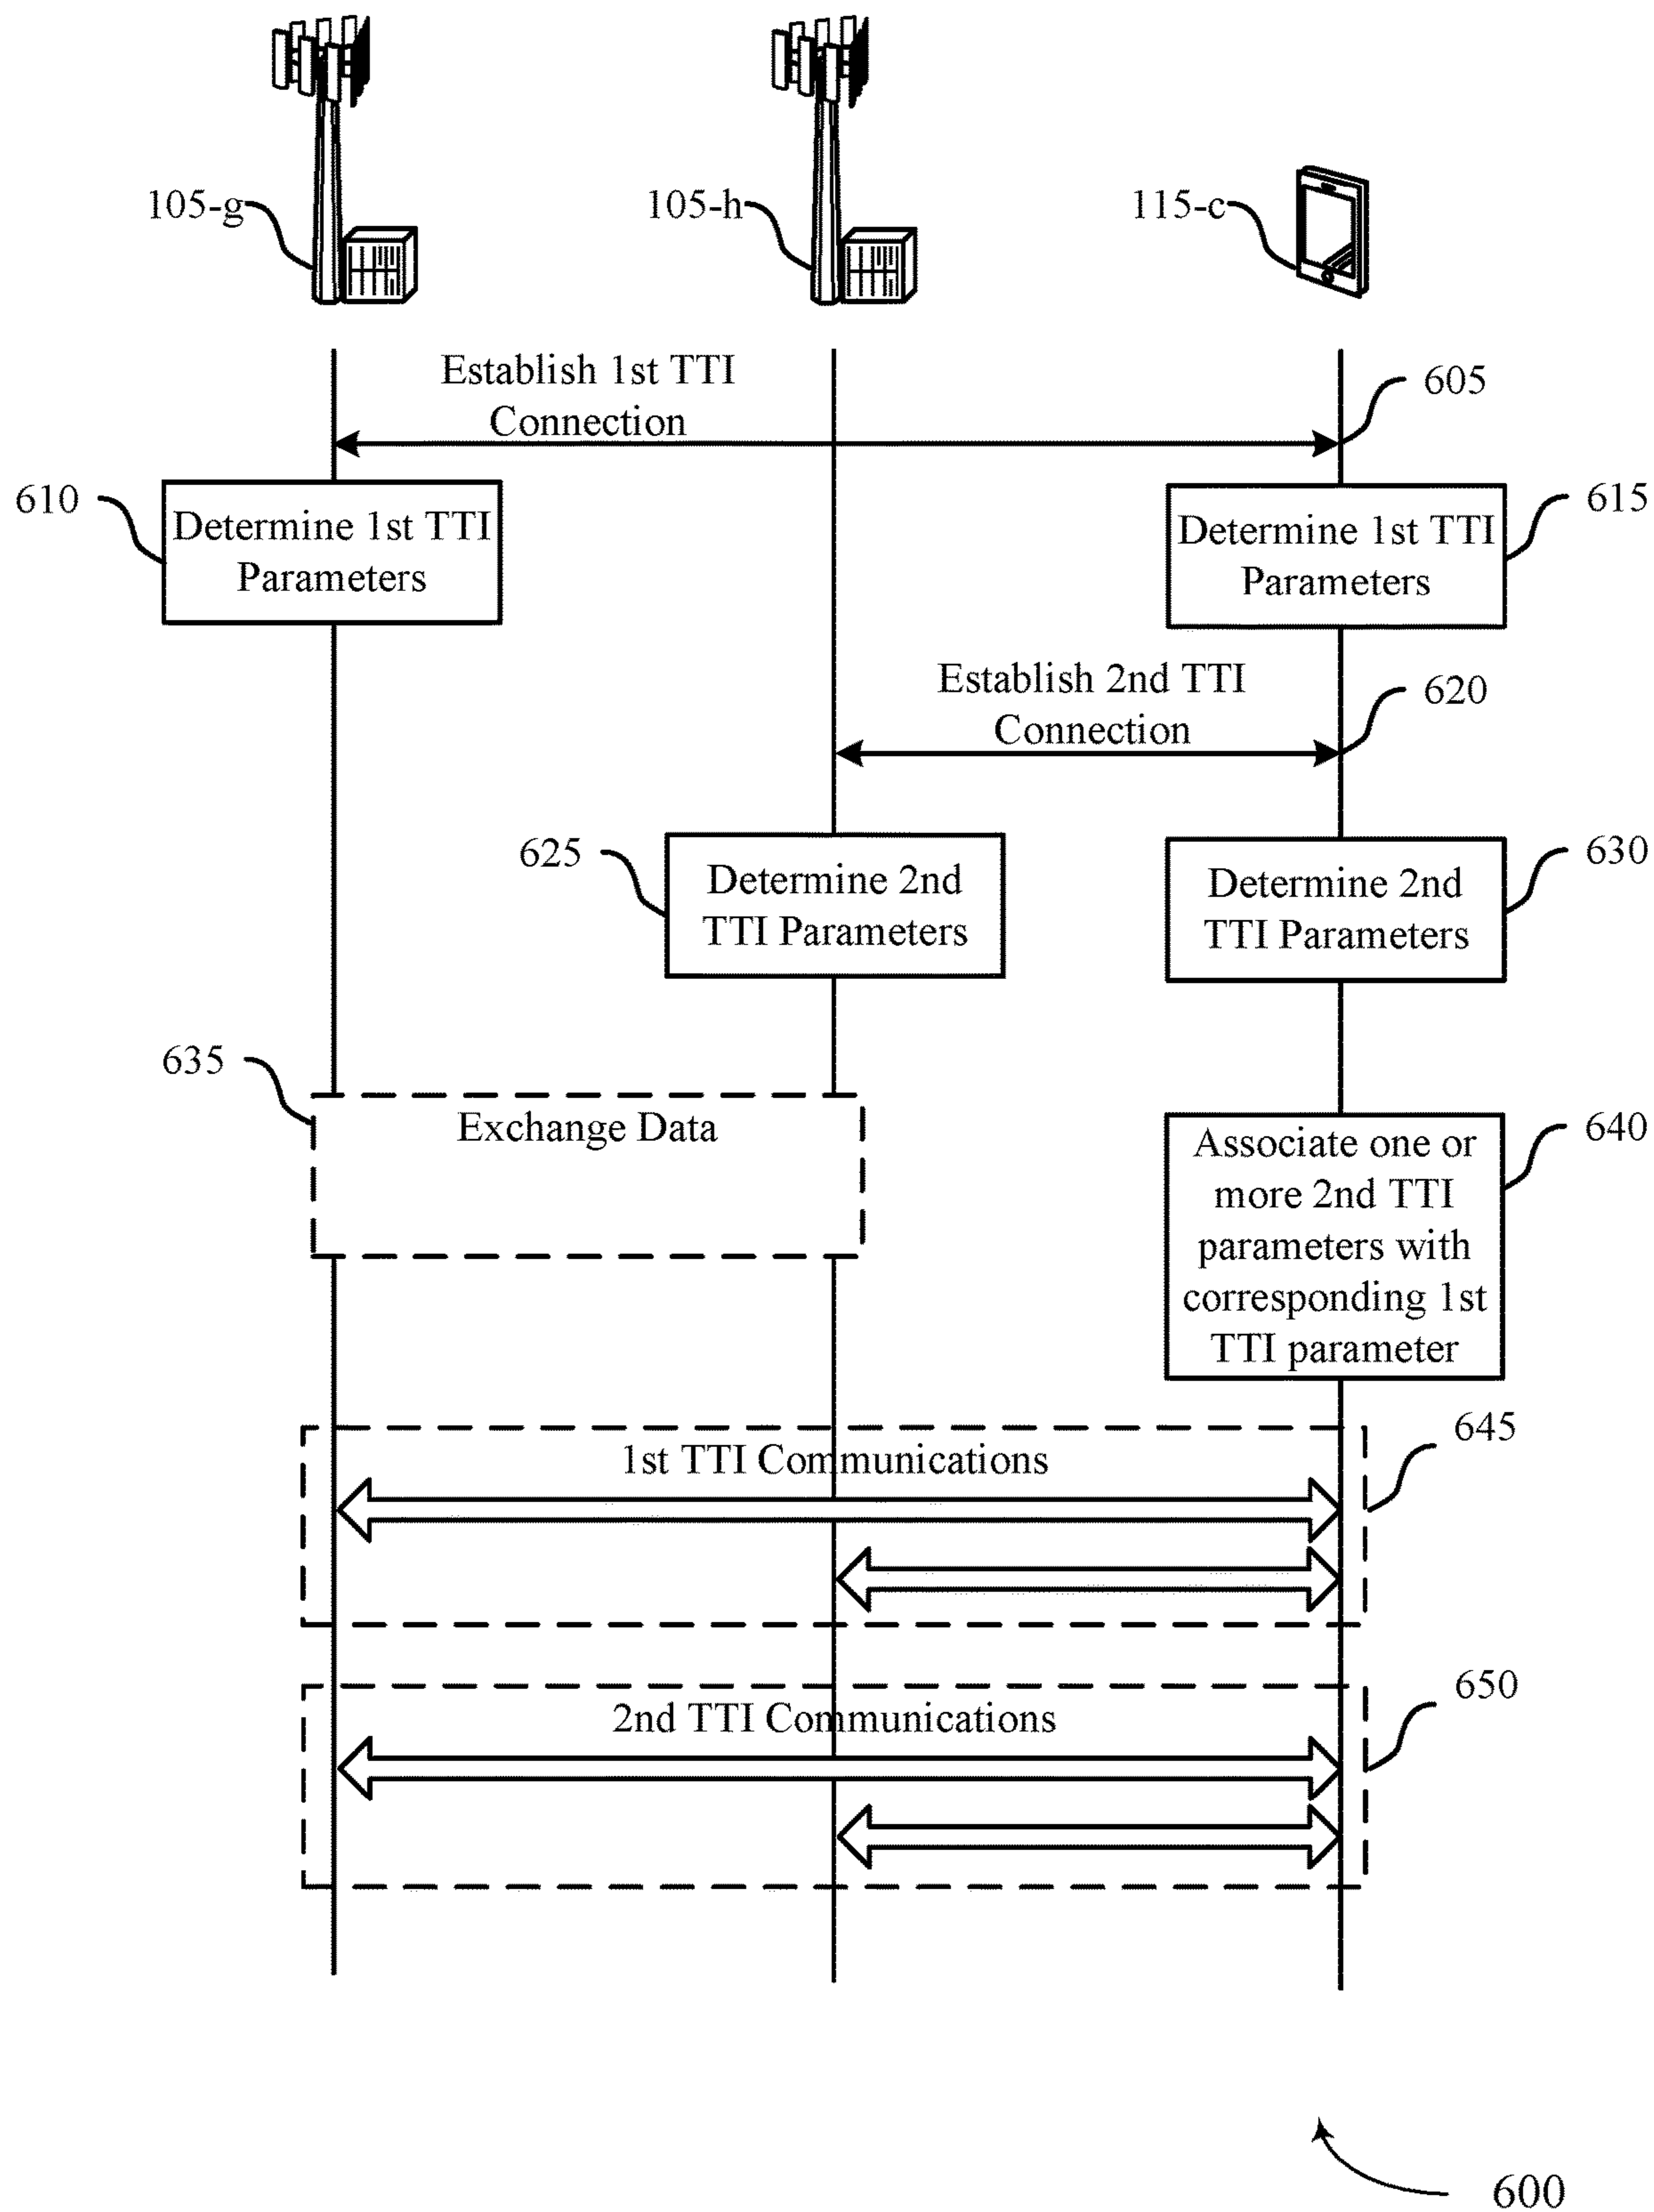 105-g
105-h
115-c
Establish 1st TTI
Connection
605
610
Determine 1st TTI
Parameters
615
Determine 1st TTI
Parameters
Establish 2nd TTI
Connection
620
625
Determine 2nd
TTI Parameters
630
Determine 2nd
TTI Parameters
635
Exchange Data
640
Associate one or
more 2nd TTI
parameters with
corresponding 1st
TTI parameter
645
1st TTI Communications
650
2nd TTI Communications
600